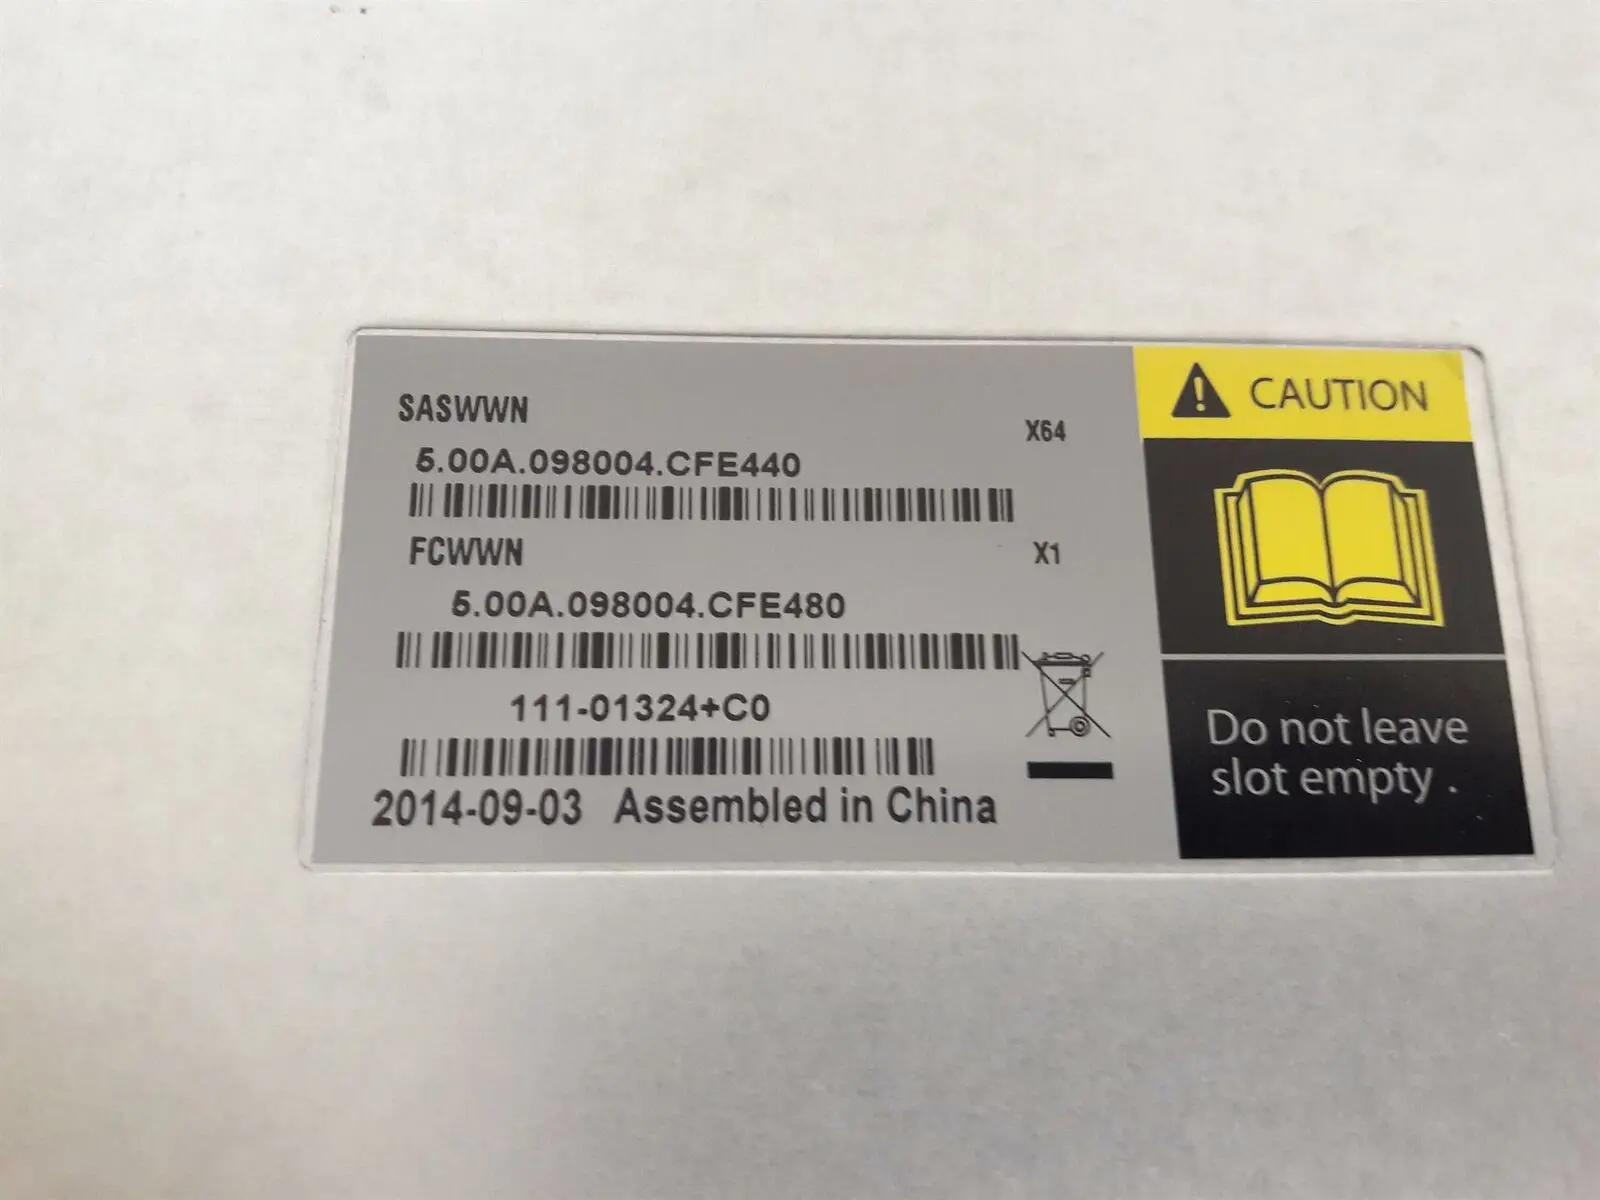 SASWWN
X64
5.00A.098004.CFE440
FCWWN
X1
5.00A.098004.CFE480
111-01324+C0
2014-09-03 Assembled in China
CAUTION
Do not leave
slot empty .